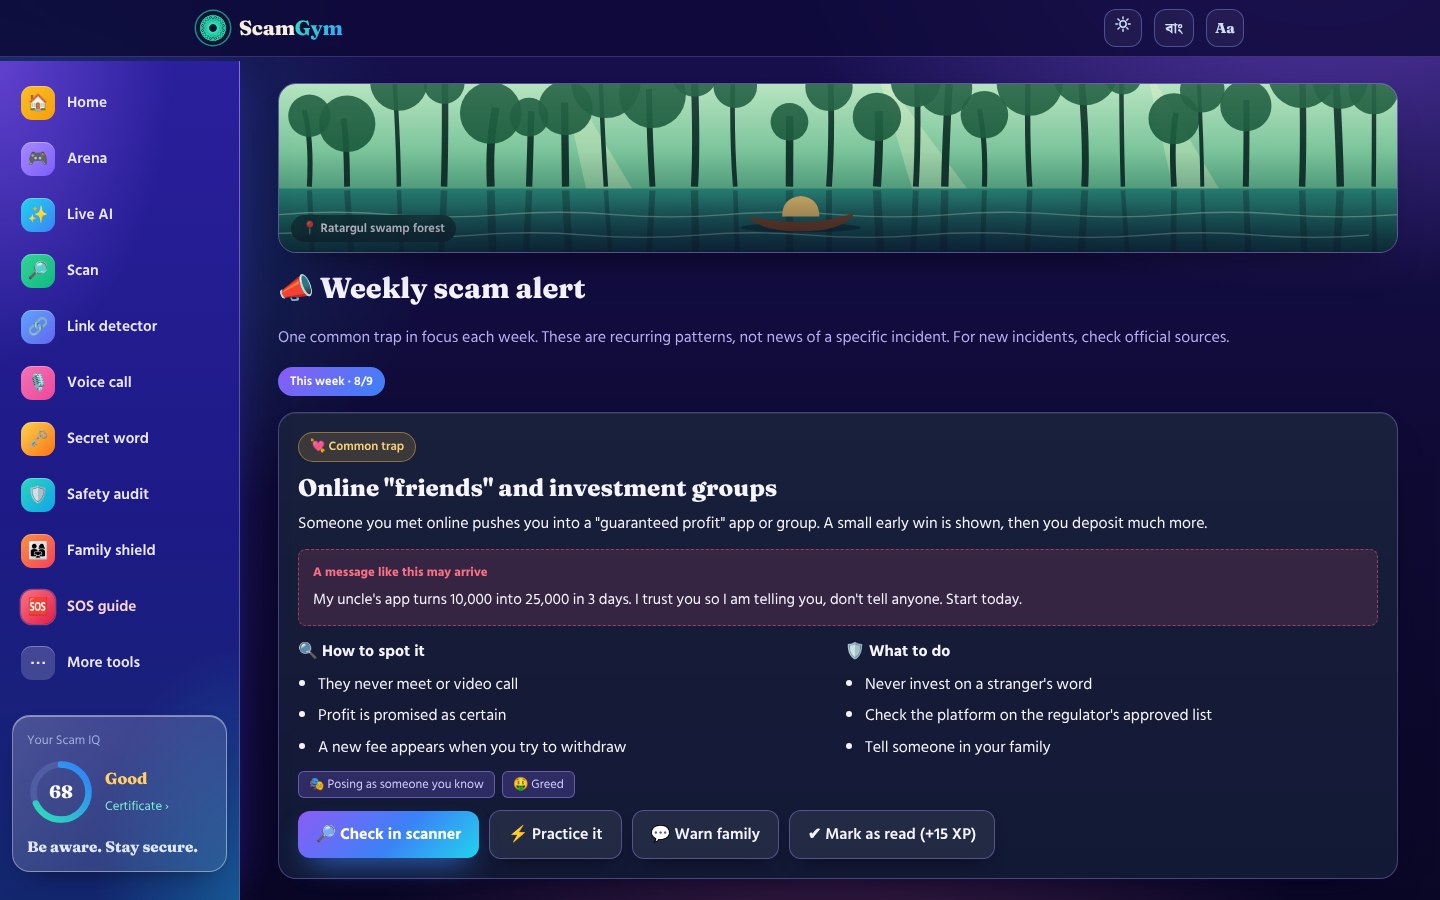 ScamGym
বাং
Aa
Home
Arena
Live AI
Scan
Link detector
Voice call
Secret word
Safety audit
Family shield
SOS
SOS guide
More tools
Your Scam IQ
68
Good
Certificate ›
Be aware. Stay secure.
Ratargul swamp forest
Weekly scam alert
One common trap in focus each week. These are recurring patterns, not news of a specific incident. For new incidents, check official sources.
This week · 8/9
Common trap
Online "friends" and investment groups
Someone you met online pushes you into a "guaranteed profit" app or group. A small early win is shown, then you deposit much more.
A message like this may arrive
My uncle's app turns 10,000 into 25,000 in 3 days. I trust you so I am telling you, don't tell anyone. Start today.
How to spot it
They never meet or video call
Profit is promised as certain
A new fee appears when you try to withdraw
What to do
Never invest on a stranger's word
Check the platform on the regulator's approved list
Tell someone in your family
Posing as someone you know
Greed
Check in scanner
Practice it
Warn family
✔ Mark as read (+15 XP)